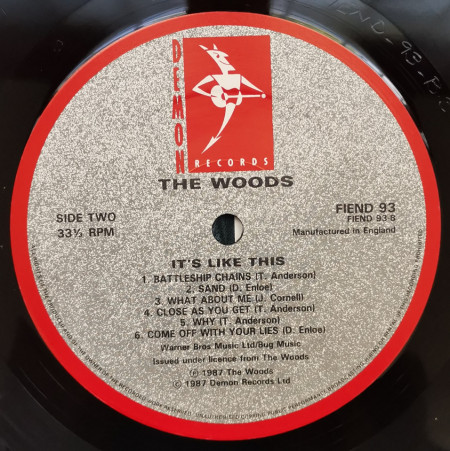 FIEND-93-B
DEMON
RECORDS
THE WOODS
SIDE TWO
33⅓ RPM
FIEND 93
FIEND 93 B
Manufactured in England
IT'S LIKE THIS
1. BATTLESHIP CHAINS (T. Anderson)
2. SAND (D. Enloe)
3. WHAT ABOUT ME (J. Cornell)
4. CLOSE AS YOU GET (T. Anderson)
5. WHY (T. Anderson)
6. COME OFF WITH YOUR LIES (D. Enloe)
Warner Bros Music Ltd/Bug Music
Issued under licence from The Woods
℗ 1987 The Woods
© 1987 Demon Records Ltd